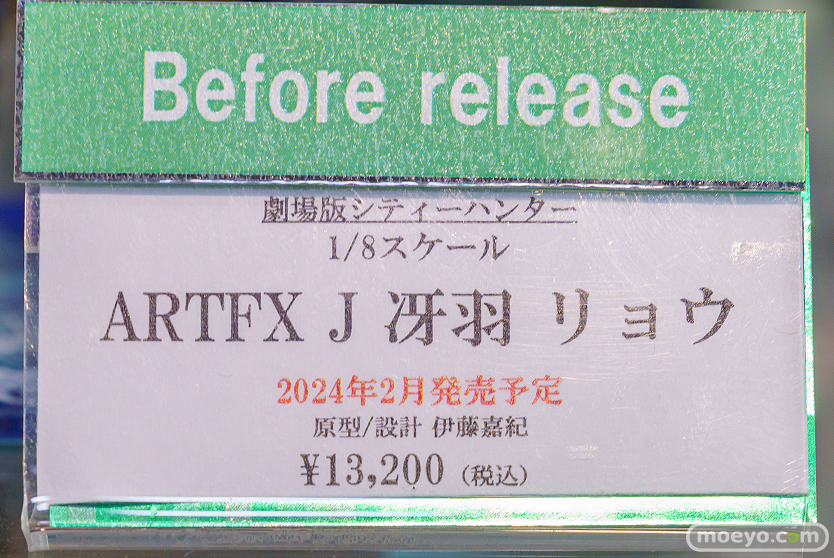 Before release
劇場版シティーハンター
1/8スケール
ARTFX J 冴羽 リョウ
2024年2月発売予定
原型/設計 伊藤嘉紀
¥13,200 (税込)
moeyo.com